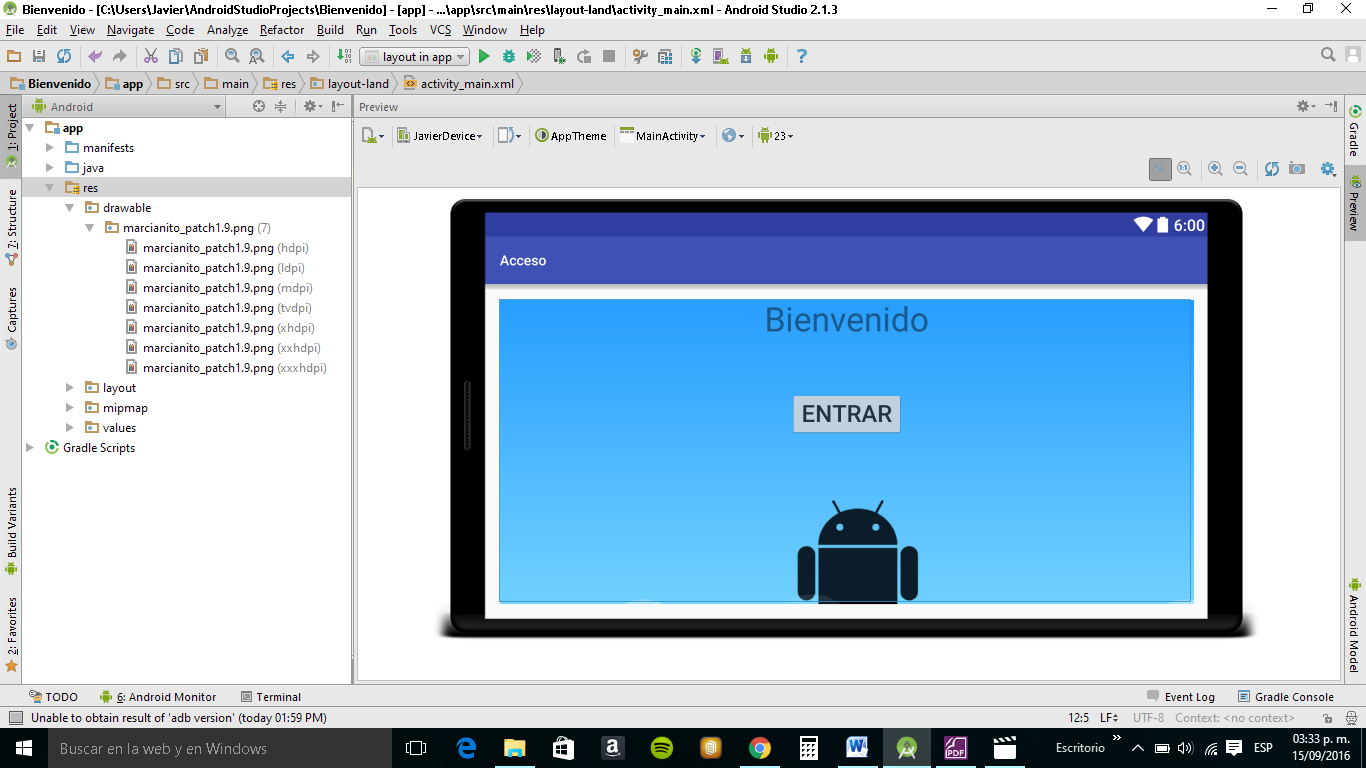 Bienvenido - [C:\Users\Javier\AndroidStudioProjects\Bienvenido] - [app] - ...\app\src\main\res\layout-land\activity_main.xml - Android Studio 2.1.3
File Edit View Navigate Code Analyze Refactor Build Run Tools VCS Window Help
layout in app
Bienvenido app src main res layout-land activity_main.xml
Android
Preview
1: Project
7: Structure
Captures
Build Variants
2: Favorites
app
manifests
java
res
drawable
marcianito_patch1.9.png (7)
marcianito_patch1.9.png (hdpi)
marcianito_patch1.9.png (ldpi)
marcianito_patch1.9.png (mdpi)
marcianito_patch1.9.png (tvdpi)
marcianito_patch1.9.png (xhdpi)
marcianito_patch1.9.png (xxhdpi)
marcianito_patch1.9.png (xxxhdpi)
layout
mipmap
values
Gradle Scripts
JavierDevice AppTheme MainActivity 23
1:1
6:00
Acceso
Bienvenido
ENTRAR
Gradle
Preview
Android Model
TODO 6: Android Monitor Terminal Event Log Gradle Console
Unable to obtain result of 'adb version' (today 01:59 PM) 12:5 LF UTF-8 Context: <no context>
Buscar en la web y en Windows
PDF
Escritorio
ESP
03:33 p. m.
15/09/2016